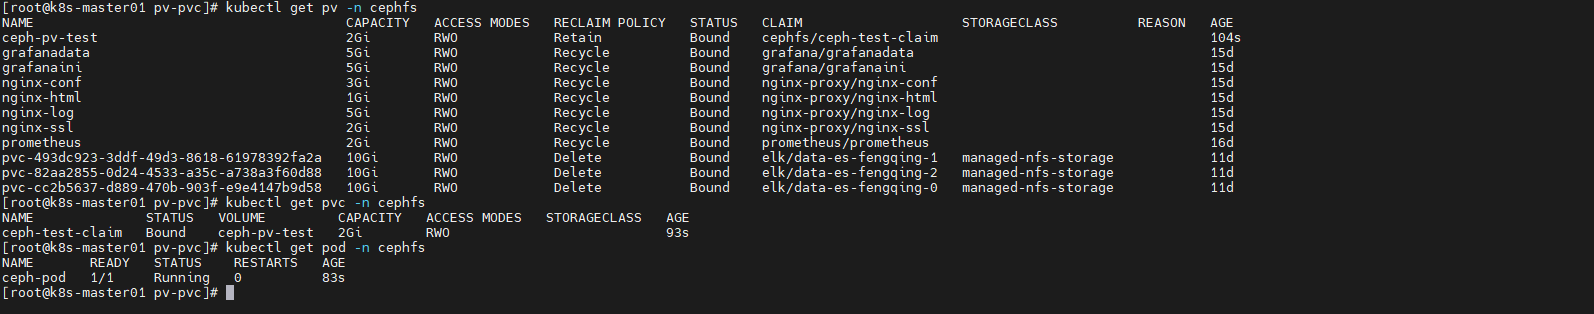 [root@k8s-master01 pv-pvc]# kubectl get pv -n cephfs
NAME CAPACITY ACCESS MODES RECLAIM POLICY STATUS CLAIM STORAGECLASS REASON AGE
ceph-pv-test 2Gi RWO Retain Bound cephfs/ceph-test-claim 104s
grafanadata 5Gi RWO Recycle Bound grafana/grafanadata 15d
grafanaini 5Gi RWO Recycle Bound grafana/grafanaini 15d
nginx-conf 3Gi RWO Recycle Bound nginx-proxy/nginx-conf 15d
nginx-html 1Gi RWO Recycle Bound nginx-proxy/nginx-html 15d
nginx-log 5Gi RWO Recycle Bound nginx-proxy/nginx-log 15d
nginx-ssl 2Gi RWO Recycle Bound nginx-proxy/nginx-ssl 15d
prometheus 2Gi RWO Recycle Bound prometheus/prometheus 16d
pvc-493dc923-3ddf-49d3-8618-61978392fa2a 10Gi RWO Delete Bound elk/data-es-fengqing-1 managed-nfs-storage 11d
pvc-82aa2855-0d24-4533-a35c-a738a3f60d88 10Gi RWO Delete Bound elk/data-es-fengqing-2 managed-nfs-storage 11d
pvc-cc2b5637-d889-470b-903f-e9e4147b9d58 10Gi RWO Delete Bound elk/data-es-fengqing-0 managed-nfs-storage 11d
[root@k8s-master01 pv-pvc]# kubectl get pvc -n cephfs
NAME STATUS VOLUME CAPACITY ACCESS MODES STORAGECLASS AGE
ceph-test-claim Bound ceph-pv-test 2Gi RWO 93s
[root@k8s-master01 pv-pvc]# kubectl get pod -n cephfs
NAME READY STATUS RESTARTS AGE
ceph-pod 1/1 Running 0 83s
[root@k8s-master01 pv-pvc]#